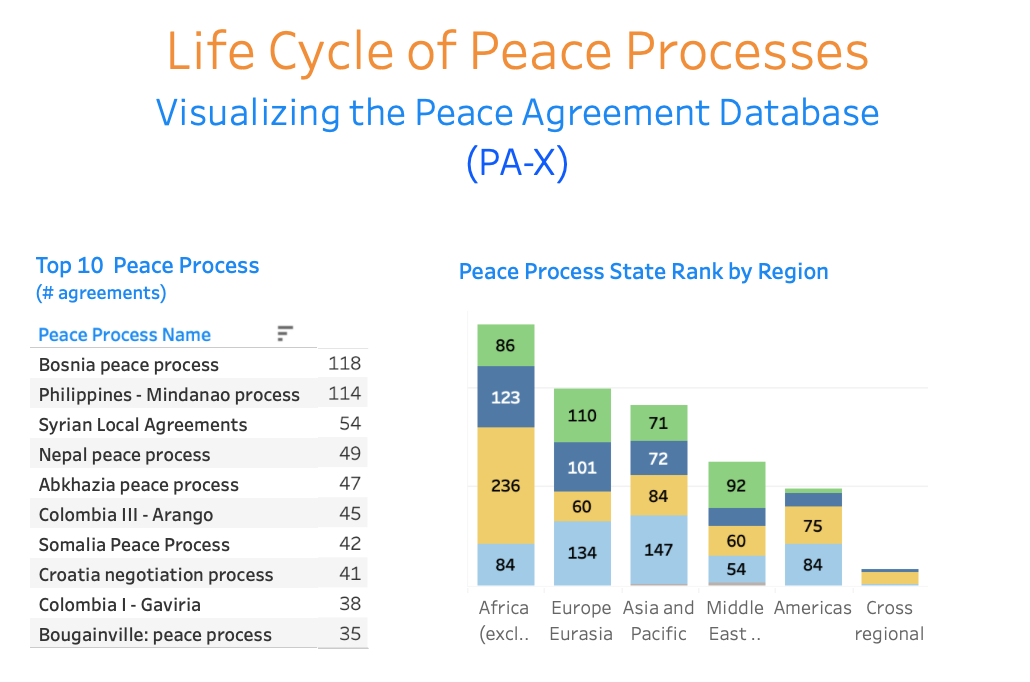 Life Cycle of Peace Processes
Visualizing the Peace Agreement Database
(PA-X)
Top 10  Peace Process
(# agreements)
Peace Process Name
Bosnia peace process 118
Philippines - Mindanao process 114
Syrian Local Agreements 54
Nepal peace process 49
Abkhazia peace process 47
Colombia III - Arango 45
Somalia Peace Process 42
Croatia negotiation process 41
Colombia I - Gaviria 38
Bougainville: peace process 35
Peace Process State Rank by Region
86
123
236
84
110
101
60
134
71
72
84
147
92
60
54
75
84
Africa (excl..
Europe Eurasia
Asia and Pacific
Middle East ..
Americas
Cross regional